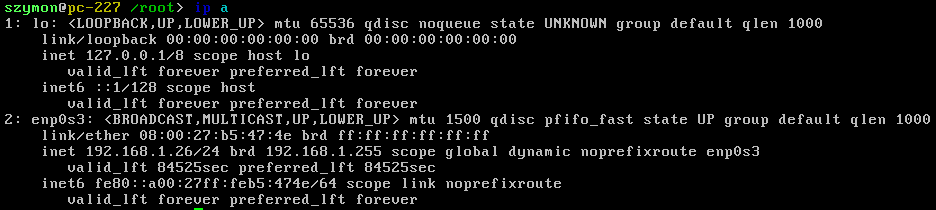 szymon@pc-227 /root> ip a
1: lo: <LOOPBACK,UP,LOWER_UP> mtu 65536 qdisc noqueue state UNKNOWN group default qlen 1000
    link/loopback 00:00:00:00:00:00 brd 00:00:00:00:00:00
    inet 127.0.0.1/8 scope host lo
       valid_lft forever preferred_lft forever
    inet6 ::1/128 scope host
       valid_lft forever preferred_lft forever
2: enp0s3: <BROADCAST,MULTICAST,UP,LOWER_UP> mtu 1500 qdisc pfifo_fast state UP group default qlen 1000
    link/ether 08:00:27:b5:47:4e brd ff:ff:ff:ff:ff:ff
    inet 192.168.1.26/24 brd 192.168.1.255 scope global dynamic noprefixroute enp0s3
       valid_lft 84525sec preferred_lft 84525sec
    inet6 fe80::a00:27ff:feb5:474e/64 scope link noprefixroute
       valid_lft forever preferred_lft forever